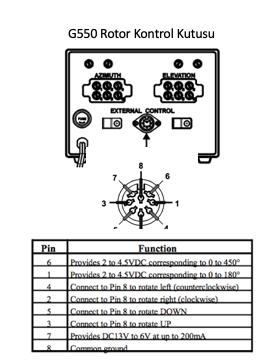 G550 Rotor Kontrol Kutusu
AZIMUTH
ELEVATION
EXTERNAL CONTROL
8
7
6
3
1
5
4
Pin Function
6 Provides 2 to 4.5VDC corresponding to 0 to 450°
1 Provides 2 to 4.5VDC corresponding to 0 to 180°
4 Connect to Pin 8 to rotate left (counterclockwise)
2 Connect to Pin 8 to rotate right (clockwise)
5 Connect to Pin 8 to rotate DOWN
3 Connect to Pin 8 to rotate UP
7 Provides DC13V to 6V at up to 200mA
8 Common ground